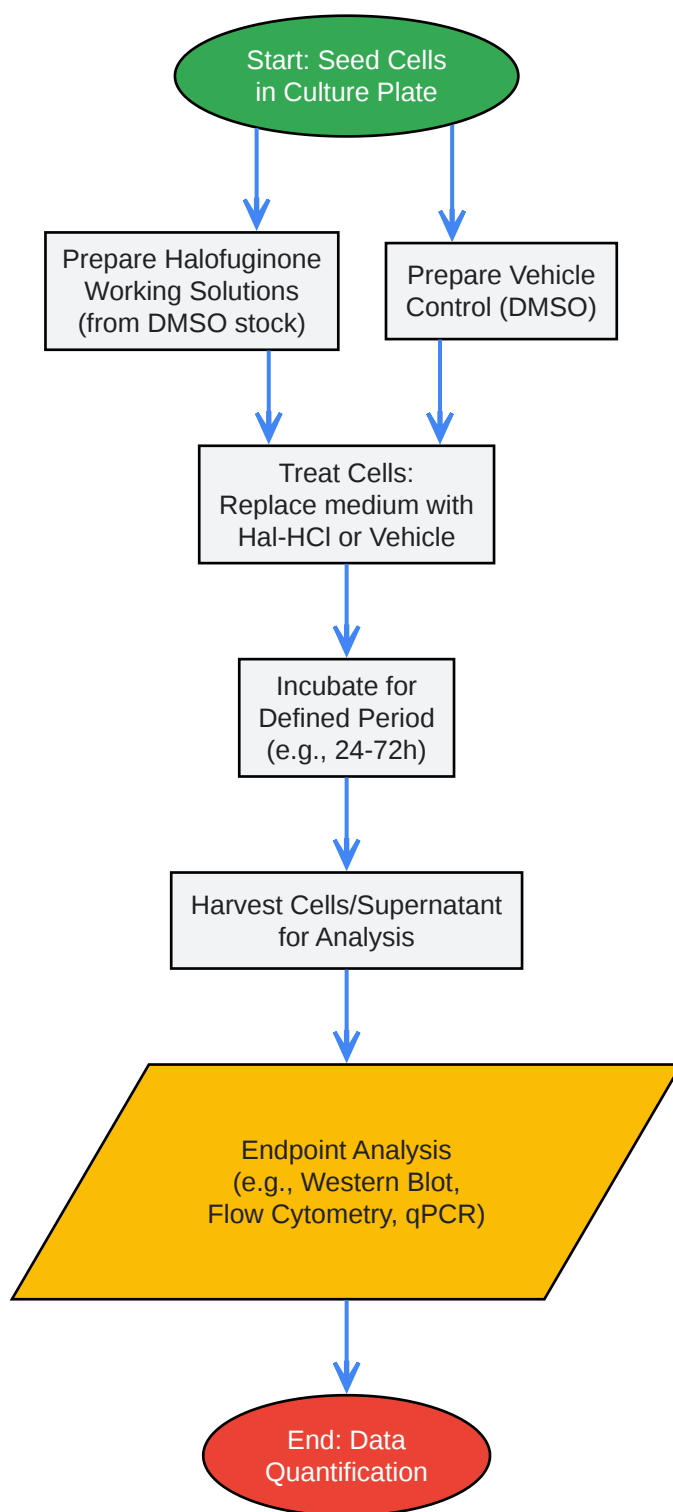 Start: Seed Cells
in Culture Plate
Prepare Halofuginone
Working Solutions
(from DMSO stock)
Prepare Vehicle
Control (DMSO)
Treat Cells:
Replace medium with
Hal-HCl or Vehicle
Incubate for
Defined Period
(e.g., 24-72h)
Harvest Cells/Supernatant
for Analysis
Endpoint Analysis
(e.g., Western Blot,
Flow Cytometry, qPCR)
End: Data
Quantification